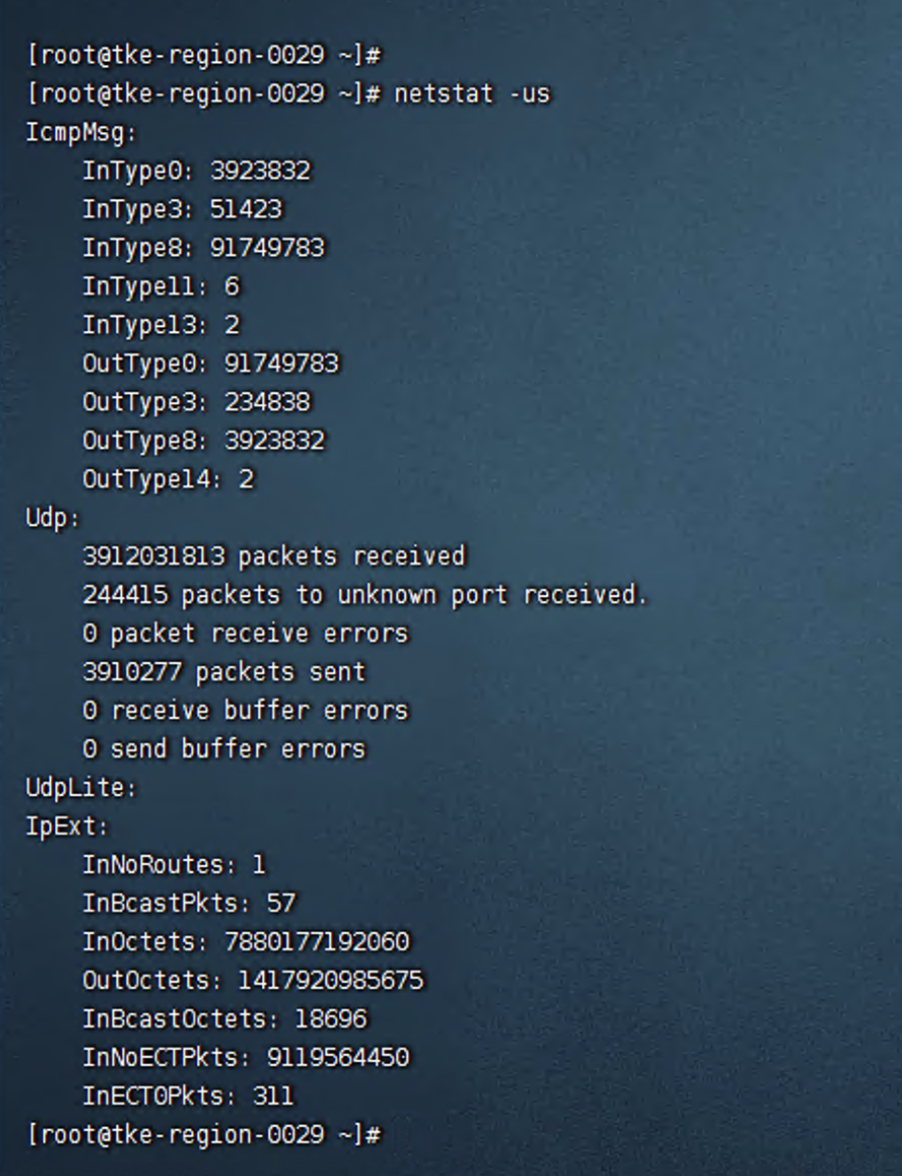 [root@tke-region-0029 ~]#
[root@tke-region-0029 ~]# netstat -us
IcmpMsg:
    InType0: 3923832
    InType3: 51423
    InType8: 91749783
    InType11: 6
    InType13: 2
    OutType0: 91749783
    OutType3: 234838
    OutType8: 3923832
    OutType14: 2
Udp:
    3912031813 packets received
    244415 packets to unknown port received.
    0 packet receive errors
    3910277 packets sent
    0 receive buffer errors
    0 send buffer errors
UdpLite:
IpExt:
    InNoRoutes: 1
    InBcastPkts: 57
    InOctets: 7880177192060
    OutOctets: 1417920985675
    InBcastOctets: 18696
    InNoECTPkts: 9119564450
    InECT0Pkts: 311
[root@tke-region-0029 ~]#